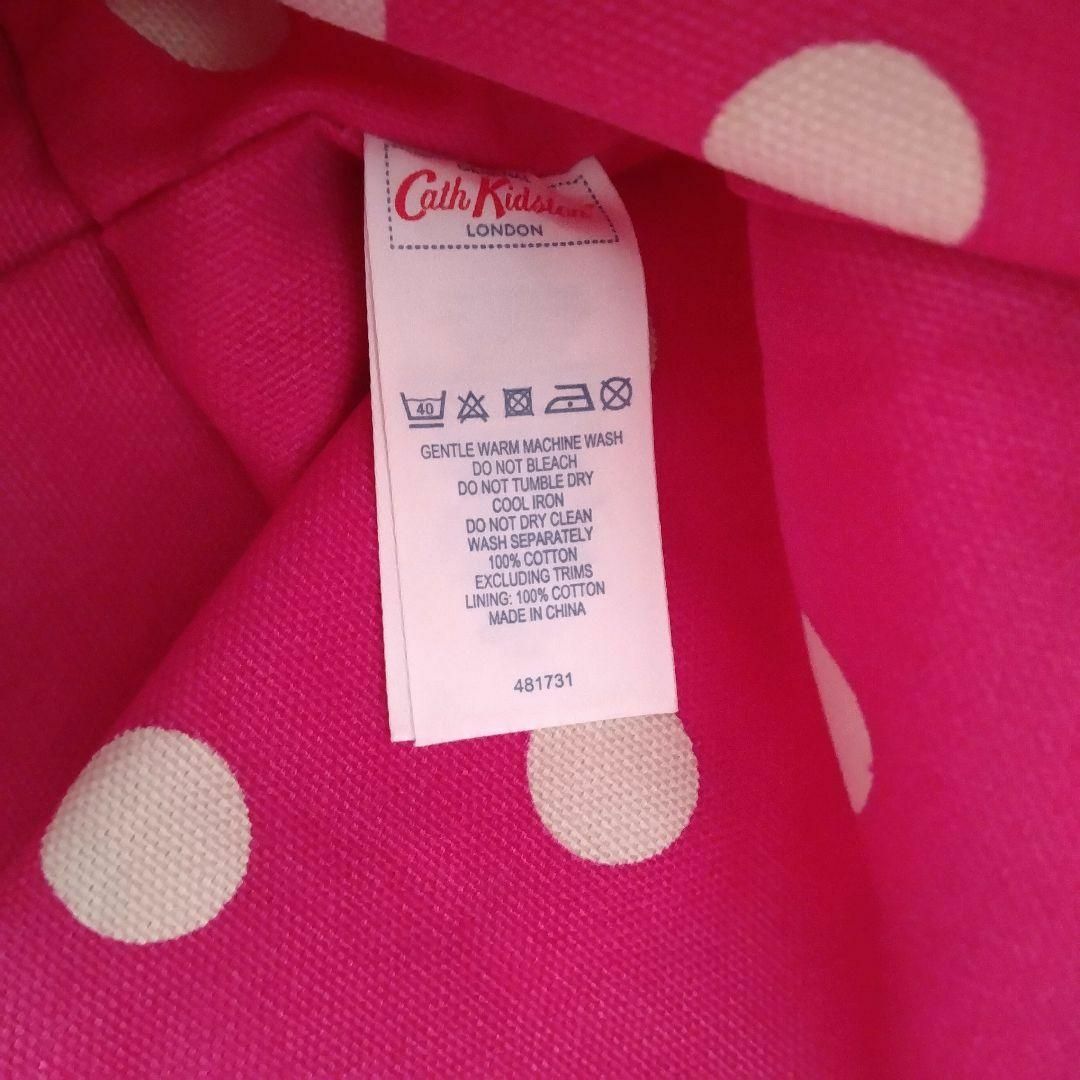 Cath Kidston
LONDON
40
GENTLE WARM MACHINE WASH
DO NOT BLEACH
DO NOT TUMBLE DRY
COOL IRON
DO NOT DRY CLEAN
WASH SEPARATELY
100% COTTON
EXCLUDING TRIMS
LINING: 100% COTTON
MADE IN CHINA
481731